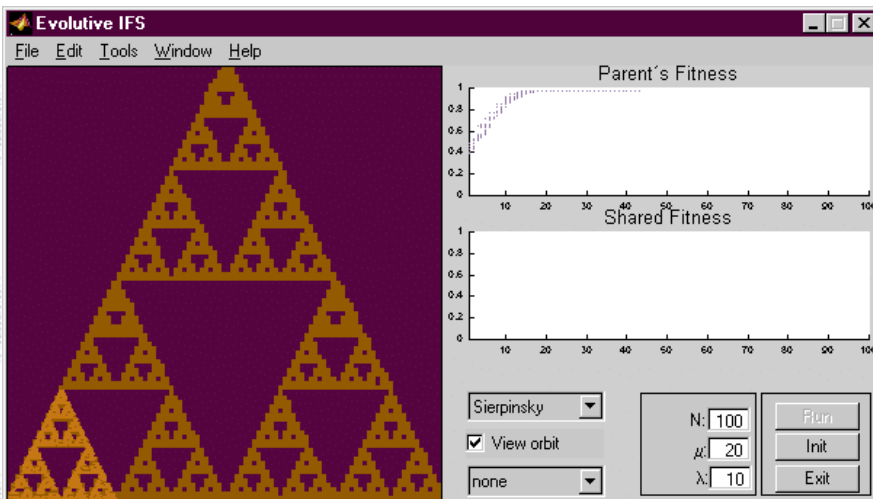 Evolutive IFS
File Edit Tools Window Help
Parent´s Fitness
1
0.8
0.6
0.4
0.2
0
10 20 30 40 50 60 70 80 90 100
Shared Fitness
1
0.8
0.6
0.4
0.2
0
10 20 30 40 50 60 70 80 90 100
Sierpinsky
View orbit
none
N: 100
μ: 20
λ: 10
Run
Init
Exit